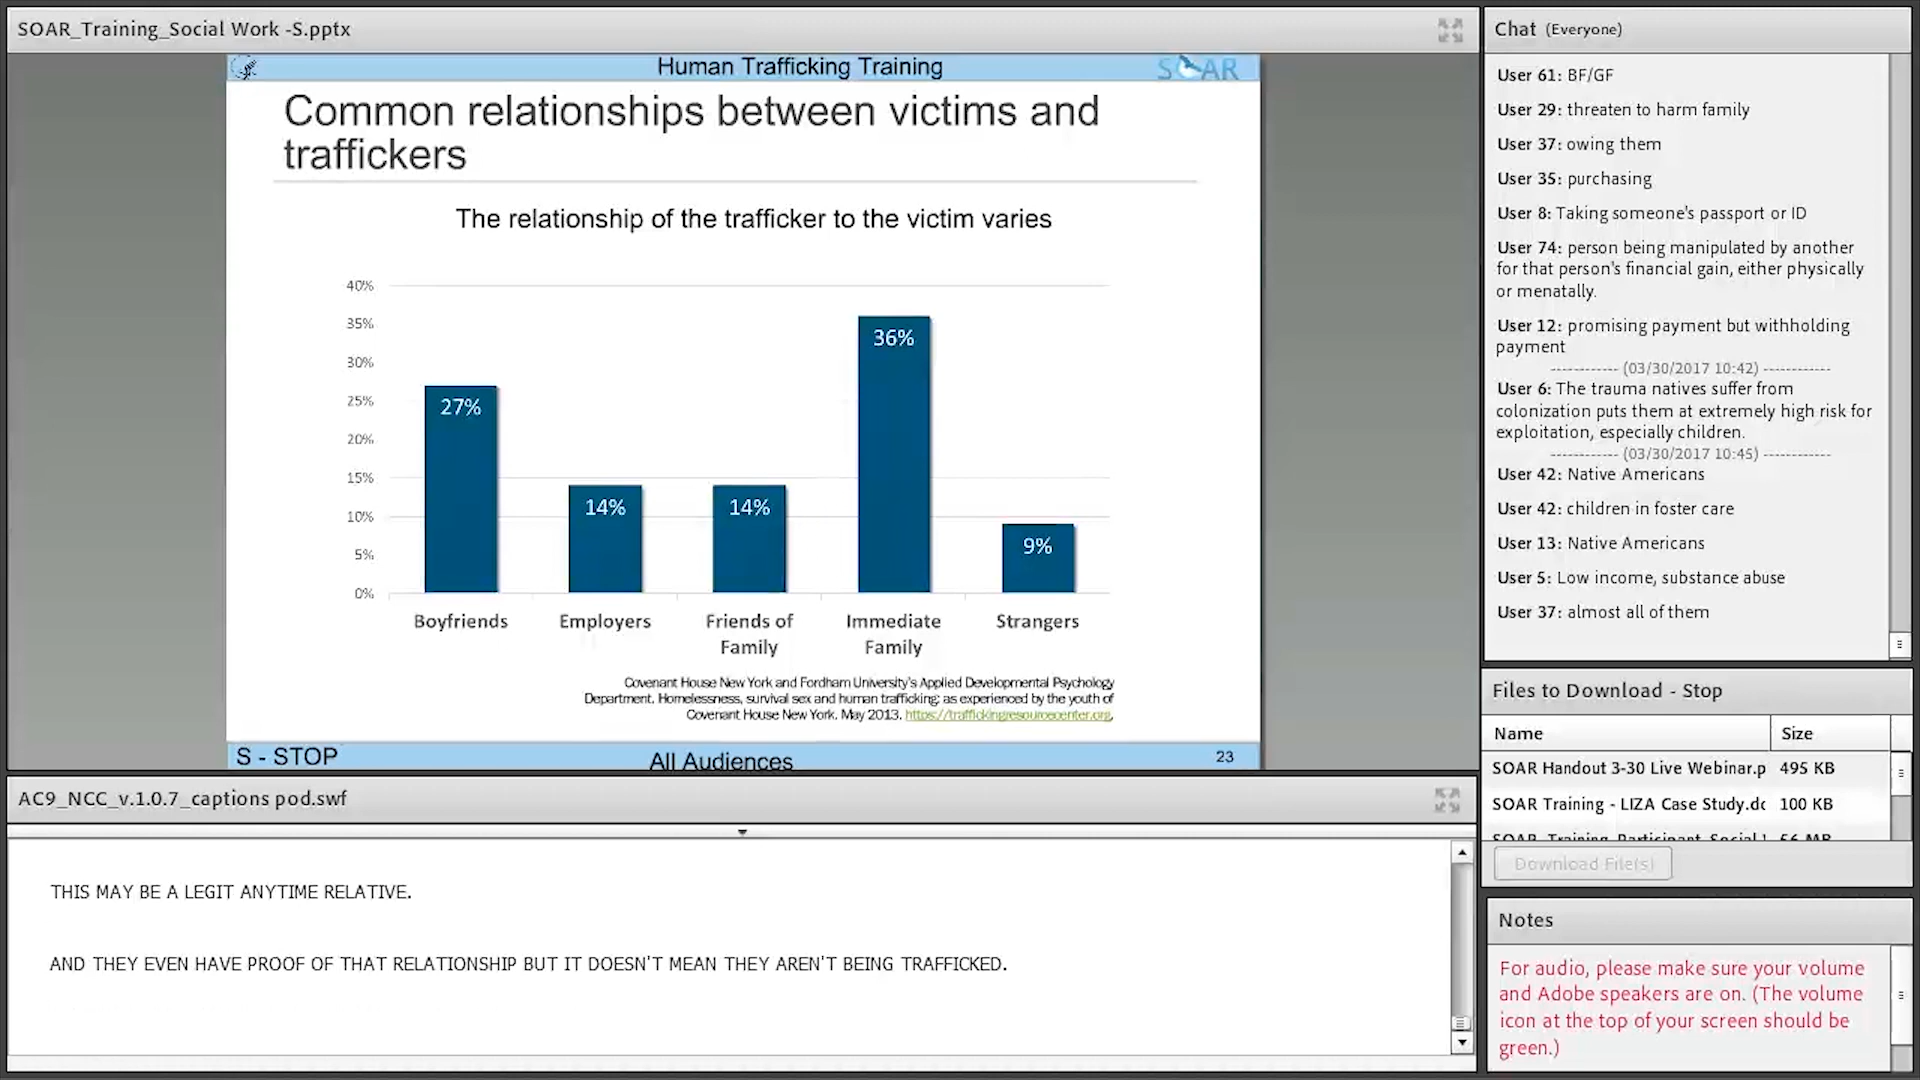 SOAR_Training_Social Work -S.pptx
Human Trafficking Training
SOAR
Common relationships between victims and
traffickers
The relationship of the trafficker to the victim varies
40%
35%
30%
25%
20%
15%
10%
5%
0%
27%
14%
14%
36%
9%
Boyfriends
Employers
Friends of
Family
Immediate
Family
Strangers
Covenant House New York and Fordham University's Applied Developmental Psychology
Department. Homelessness, survival sex and human trafficking: as experienced by the youth of
Covenant House New York. May 2013. https://traffickingresourcecenter.org.
S - STOP
All Audiences
23
AC9_NCC_v.1.0.7_captions pod.swf
THIS MAY BE A LEGIT ANYTIME RELATIVE.
AND THEY EVEN HAVE PROOF OF THAT RELATIONSHIP BUT IT DOESN'T MEAN THEY AREN'T BEING TRAFFICKED.
Chat (Everyone)
User 61: BF/GF
User 29: threaten to harm family
User 37: owing them
User 35: purchasing
User 8: Taking someone's passport or ID
User 74: person being manipulated by another
for that person's financial gain, either physically
or menatally.
User 12: promising payment but withholding
payment
------------ (03/30/2017 10:42) ------------
User 6: The trauma natives suffer from
colonization puts them at extremely high risk for
exploitation, especially children.
------------ (03/30/2017 10:45) ------------
User 42: Native Americans
User 42: children in foster care
User 13: Native Americans
User 5: Low income, substance abuse
User 37: almost all of them
Files to Download - Stop
Name Size
SOAR Handout 3-30 Live Webinar.p 495 KB
SOAR Training - LIZA Case Study.dc 100 KB
SOAR_Training_Participant_Social 56 MB
Download File(s)
Notes
For audio, please make sure your volume
and Adobe speakers are on. (The volume
icon at the top of your screen should be
green.)